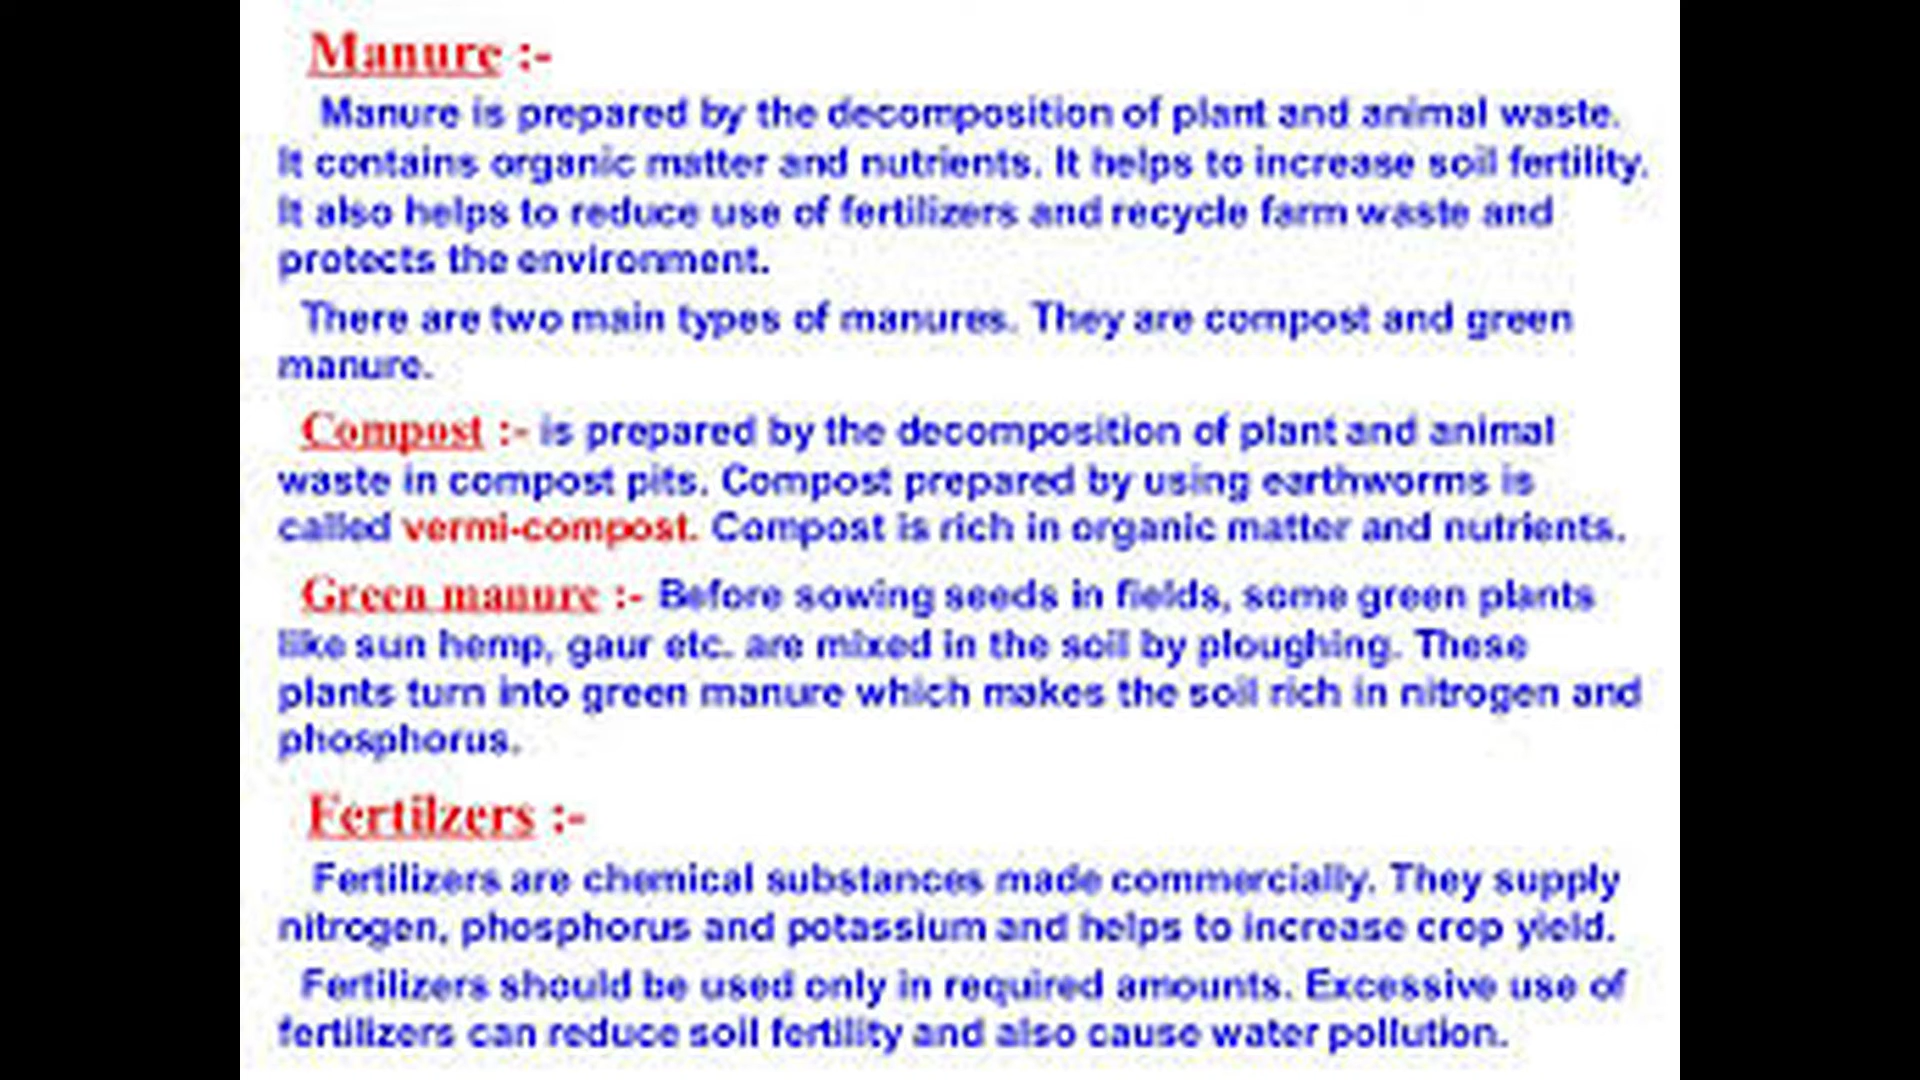 Manure :-
Manure is prepared by the decomposition of plant and animal waste.
It contains organic matter and nutrients. It helps to increase soil fertility.
It also helps to reduce use of fertilizers and recycle farm waste and
protects the environment.
There are two main types of manures. They are compost and green
manure.
Compost :- is prepared by the decomposition of plant and animal
waste in compost pits. Compost prepared by using earthworms is
called vermi-compost. Compost is rich in organic matter and nutrients.
Green manure :- Before sowing seeds in fields, some green plants
like sun hemp, gaur etc. are mixed in the soil by ploughing. These
plants turn into green manure which makes the soil rich in nitrogen and
phosphorus.
Fertilzers :-
Fertilizers are chemical substances made commercially. They supply
nitrogen, phosphorus and potassium and helps to increase crop yield.
Fertilizers should be used only in required amounts. Excessive use of
fertilizers can reduce soil fertility and also cause water pollution.